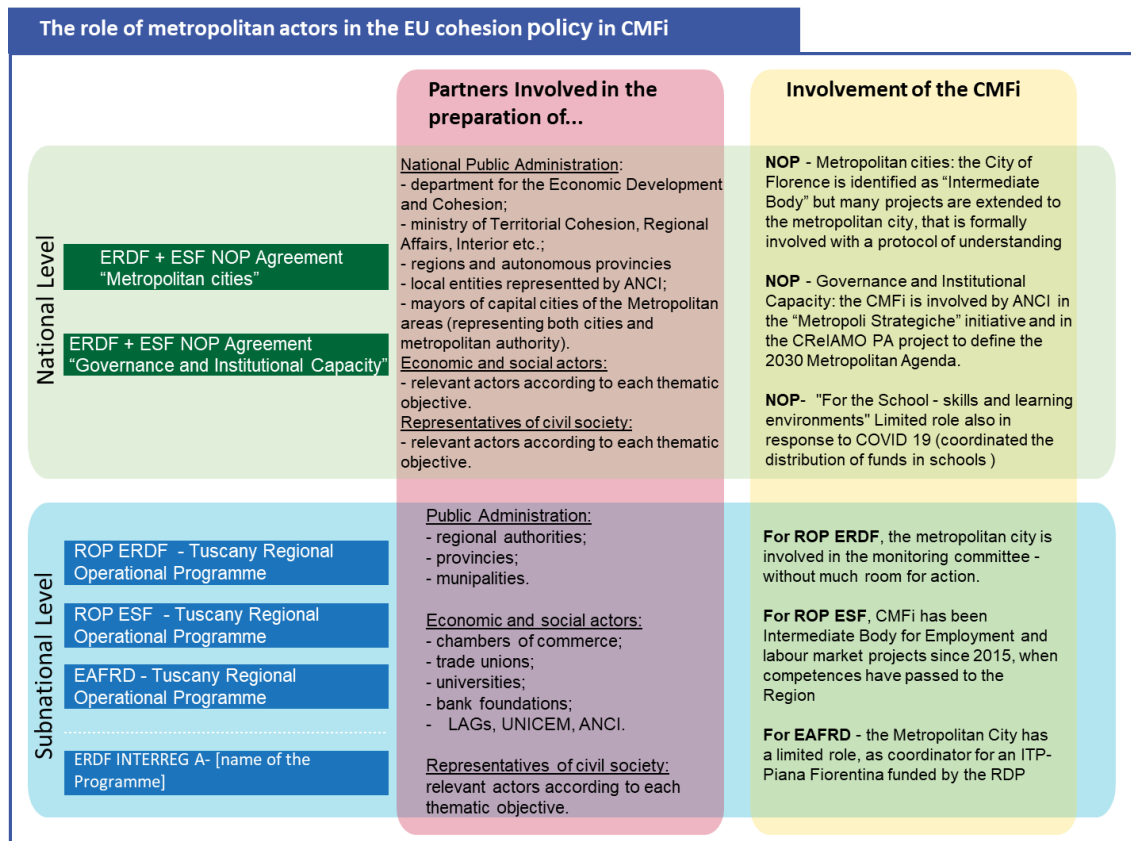 The role of metropolitan actors in the EU cohesion policy in CMFi
Partners Involved in the
preparation of...
Involvement of the CMFi
National Level
ERDF + ESF NOP Agreement
“Metropolitan cities”
ERDF + ESF NOP Agreement
“Governance and Institutional Capacity”
National Public Administration:
- department for the Economic Development
and Cohesion;
- ministry of Territorial Cohesion, Regional
Affairs, Interior etc.;
- regions and autonomous provincies
- local entities representted by ANCI;
- mayors of capital cities of the Metropolitan
areas (representing both cities and
metropolitan authority).
Economic and social actors:
- relevant actors according to each thematic
objective.
Representatives of civil society:
- relevant actors according to each thematic
objective.
NOP - Metropolitan cities: the City of
Florence is identified as “Intermediate
Body” but many projects are extended to
the metropolitan city, that is formally
involved with a protocol of understanding
NOP - Governance and Institutional
Capacity: the CMFi is involved by ANCI in
the “Metropoli Strategiche” initiative and in
the CReIAMO PA project to define the
2030 Metropolitan Agenda.
NOP- "For the School - skills and learning
environments" Limited role also in
response to COVID 19 (coordinated the
distribution of funds in schools )
Subnational Level
ROP ERDF - Tuscany Regional
Operational Programme
ROP ESF - Tuscany Regional
Operational Programme
EAFRD - Tuscany Regional
Operational Programme
ERDF INTERREG A- [name of the
Programme]
Public Administration:
- regional authorities;
- provincies;
- munipalities.
Economic and social actors:
- chambers of commerce;
- trade unions;
- universities;
- bank foundations;
- LAGs, UNICEM, ANCI.
Representatives of civil society:
relevant actors according to each
thematic objective.
For ROP ERDF, the metropolitan city is
involved in the monitoring committee -
without much room for action.
For ROP ESF, CMFi has been
Intermediate Body for Employment and
labour market projects since 2015, when
competences have passed to the
Region
For EAFRD - the Metropolitan City has
a limited role, as coordinator for an ITP-
Piana Fiorentina funded by the RDP